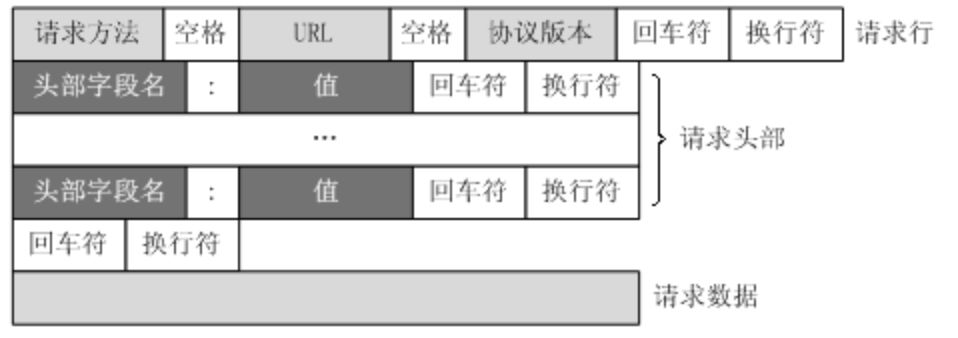 请求方法 空格 URL 空格 协议版本 回车符 换行符 请求行
头部字段名 : 值 回车符 换行符
… 请求头部
头部字段名 : 值 回车符 换行符
回车符 换行符
请求数据